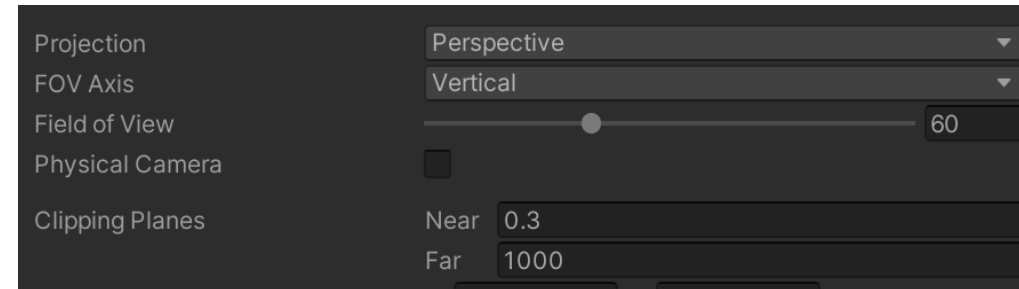 Projection Perspective
FOV Axis Vertical
Field of View 60
Physical Camera
Clipping Planes Near 0.3
Far 1000